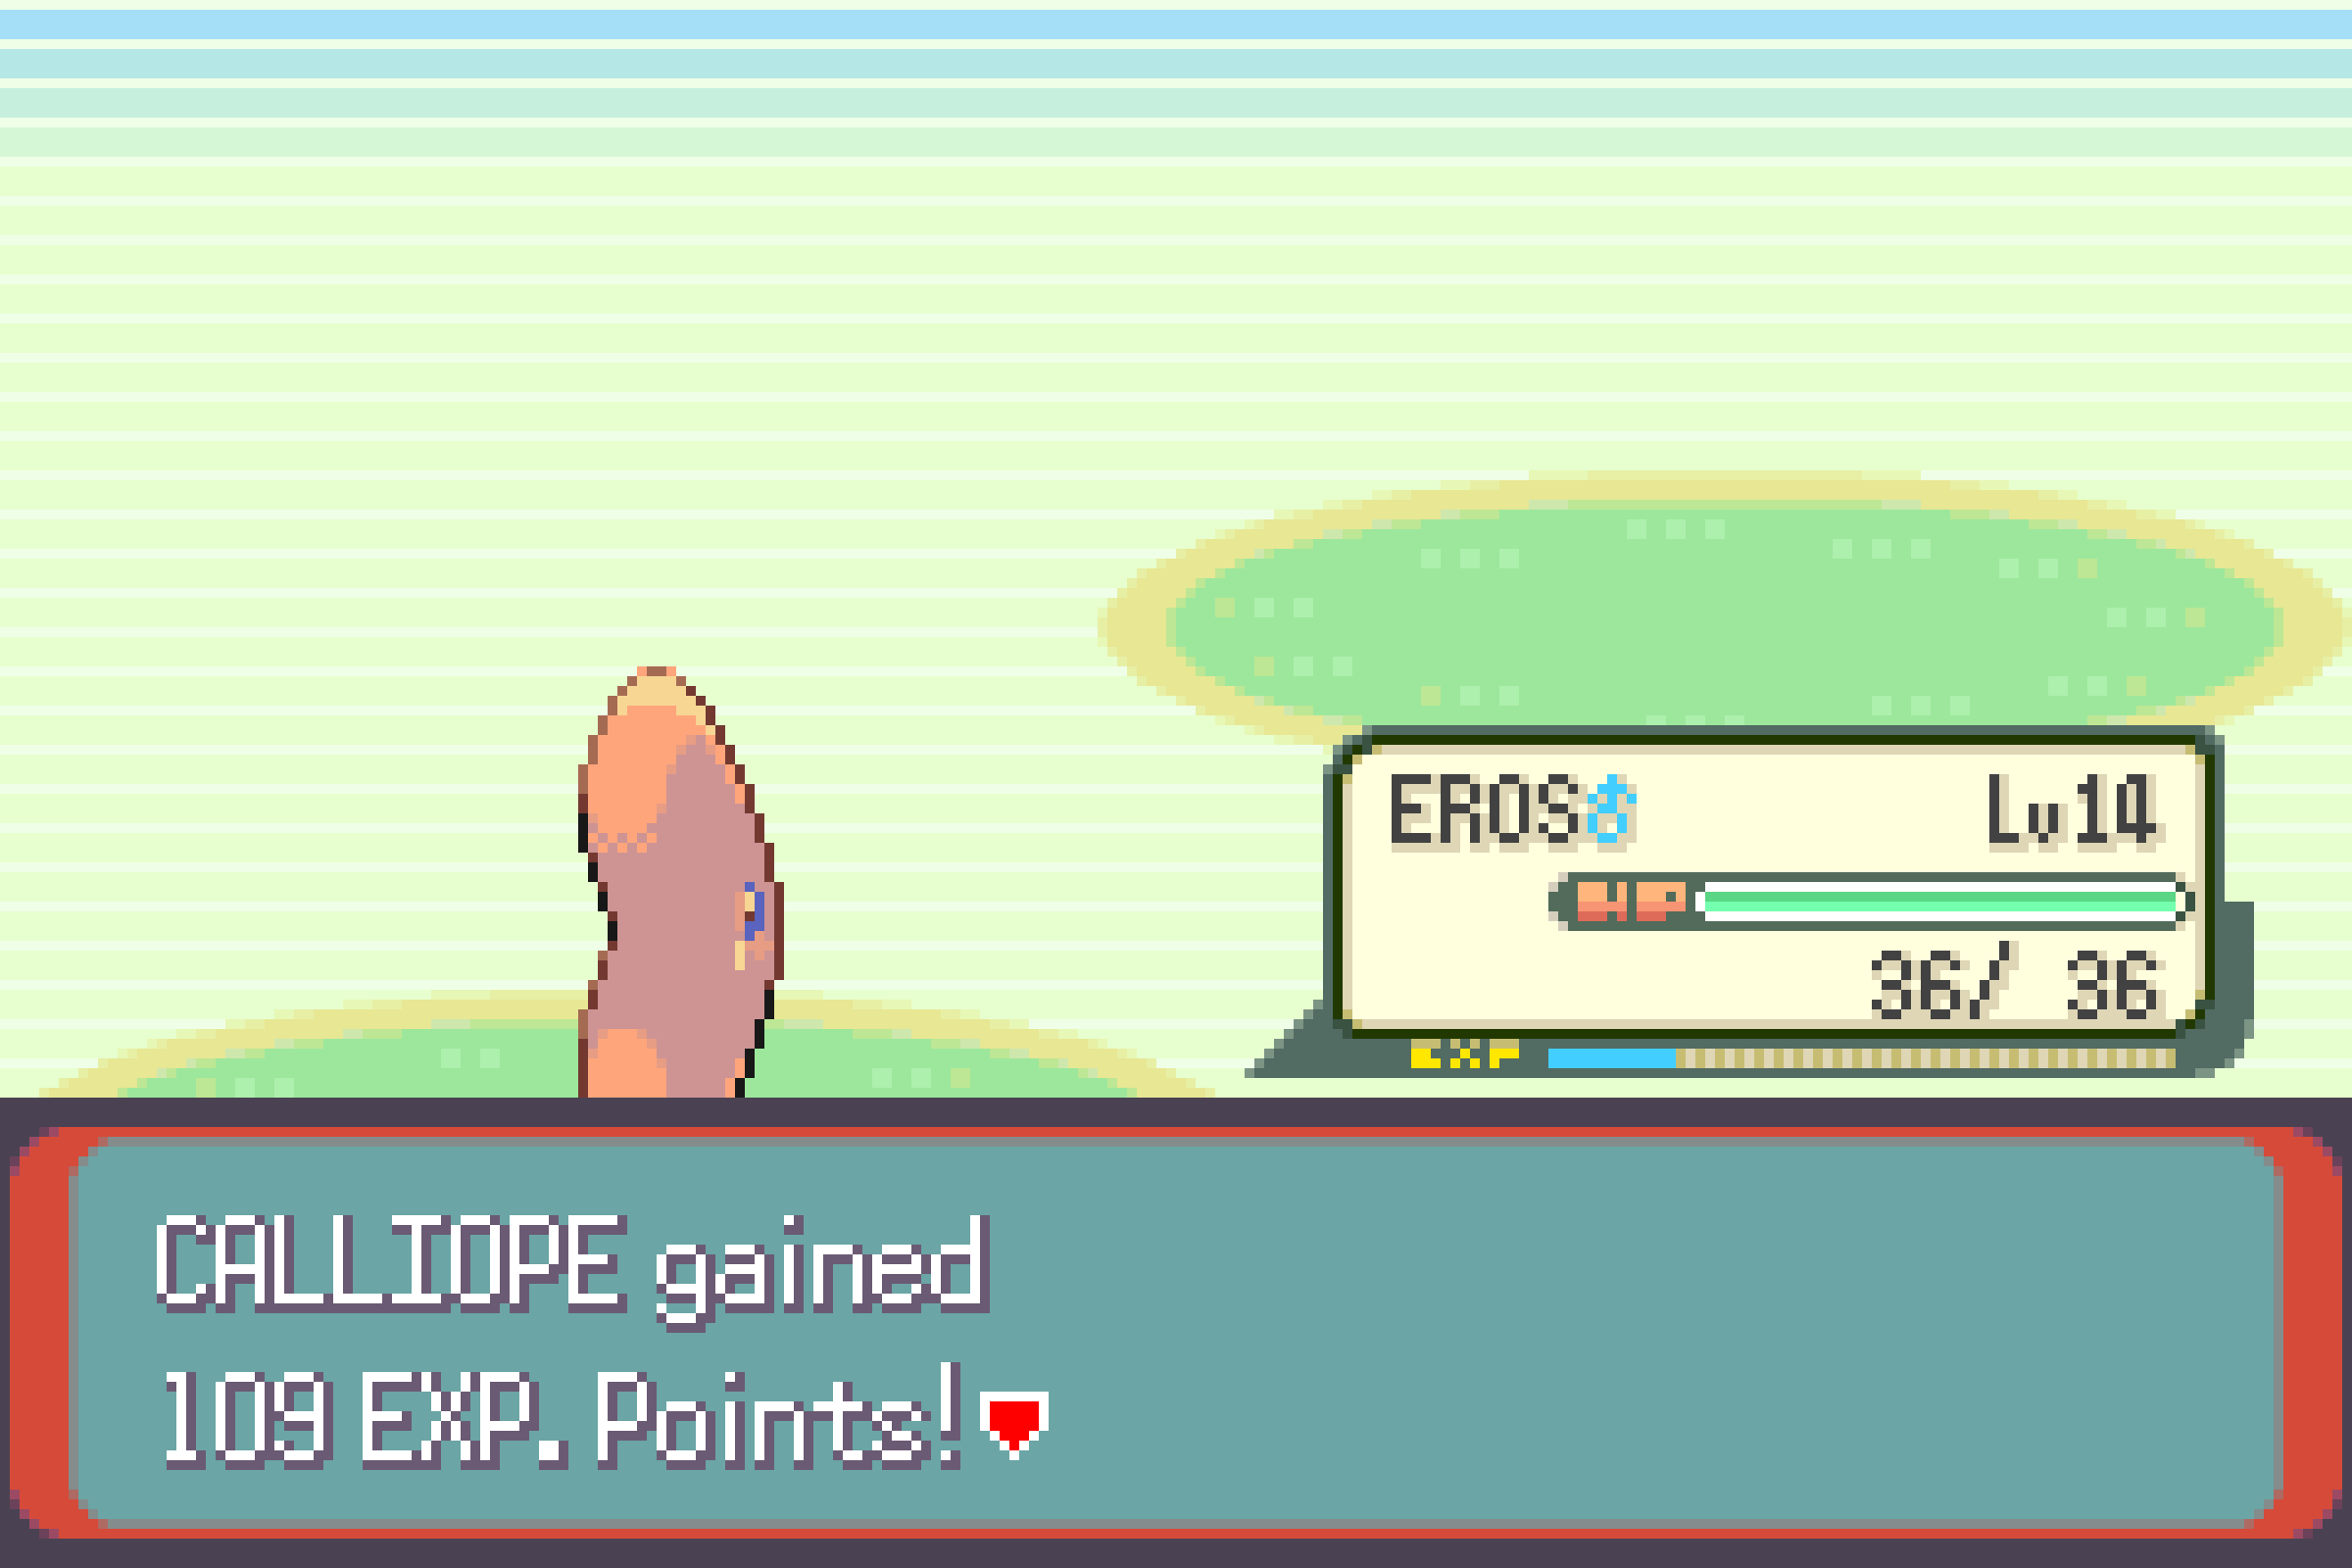 EROS♂ Lv14
HP
36/ 36
EXP
CALLIOPE gained
109 EXP. Points!